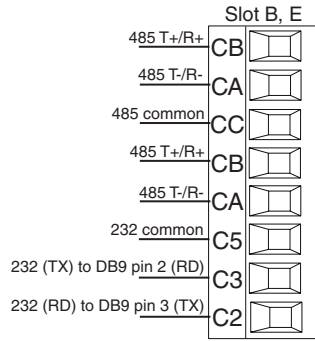 Slot B, E
485 T+/R+ CB
485 T-/R- CA
485 common CC
485 T+/R+ CB
485 T-/R- CA
232 common C5
232 (TX) to DB9 pin 2 (RD) C3
232 (RD) to DB9 pin 3 (TX) C2